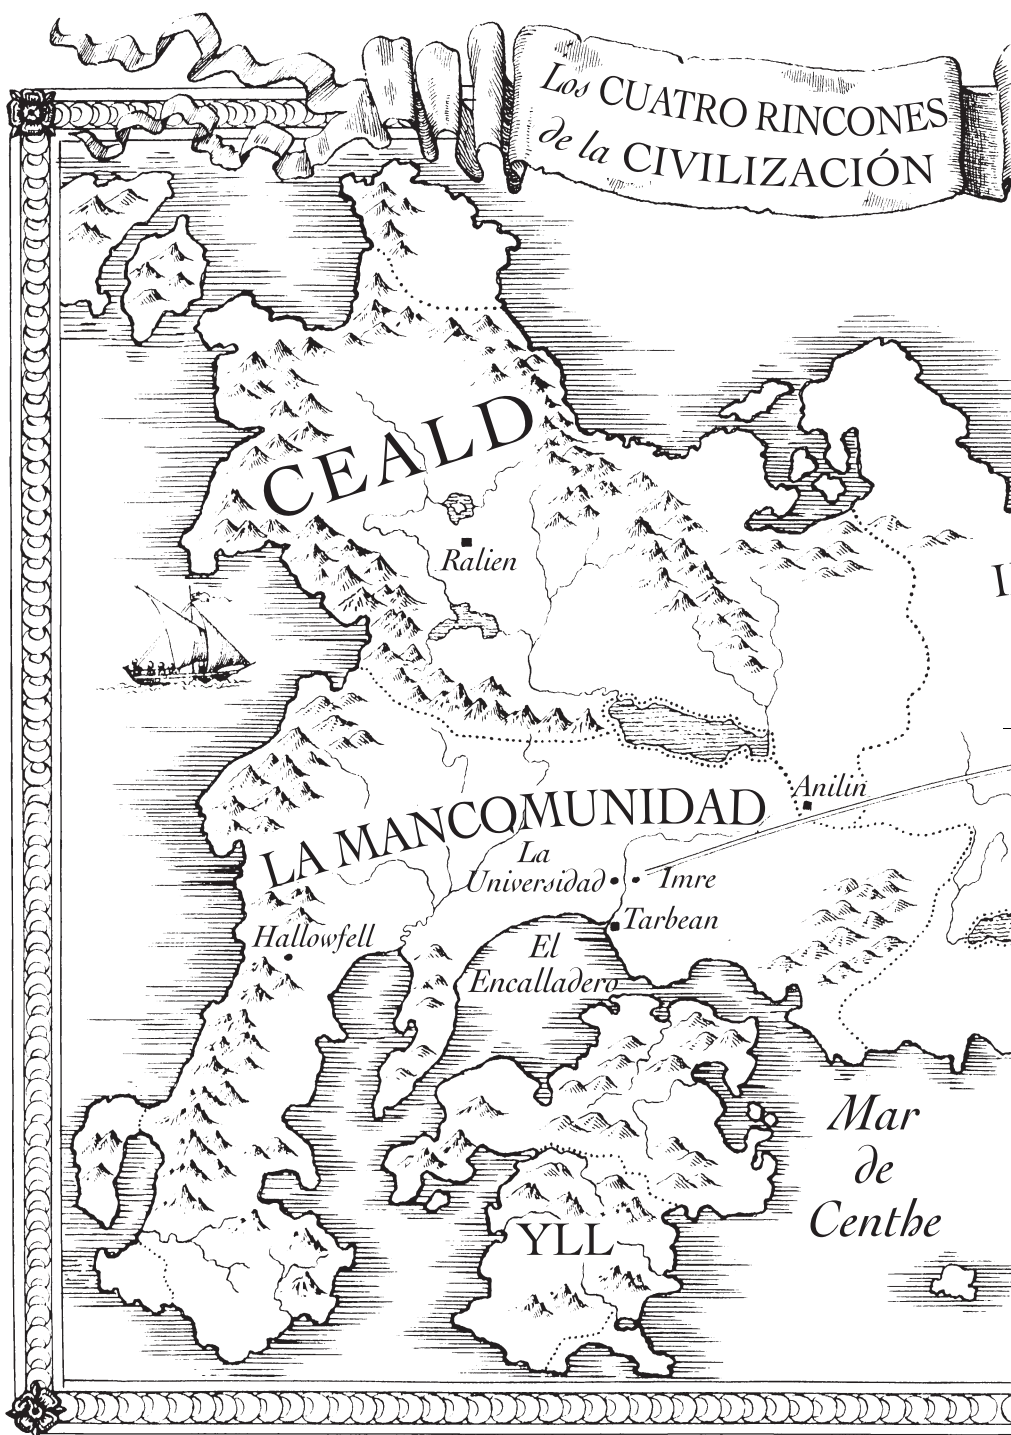 Los CUATRO RINCONES
de la CIVILIZACIÓN
CEALD
Ralien
Anilin
LA MANCOMUNIDAD
La
Universidad
Imre
Tarbean
Hallowfell
El
Encalladero
Mar
de
Centhe
YLL